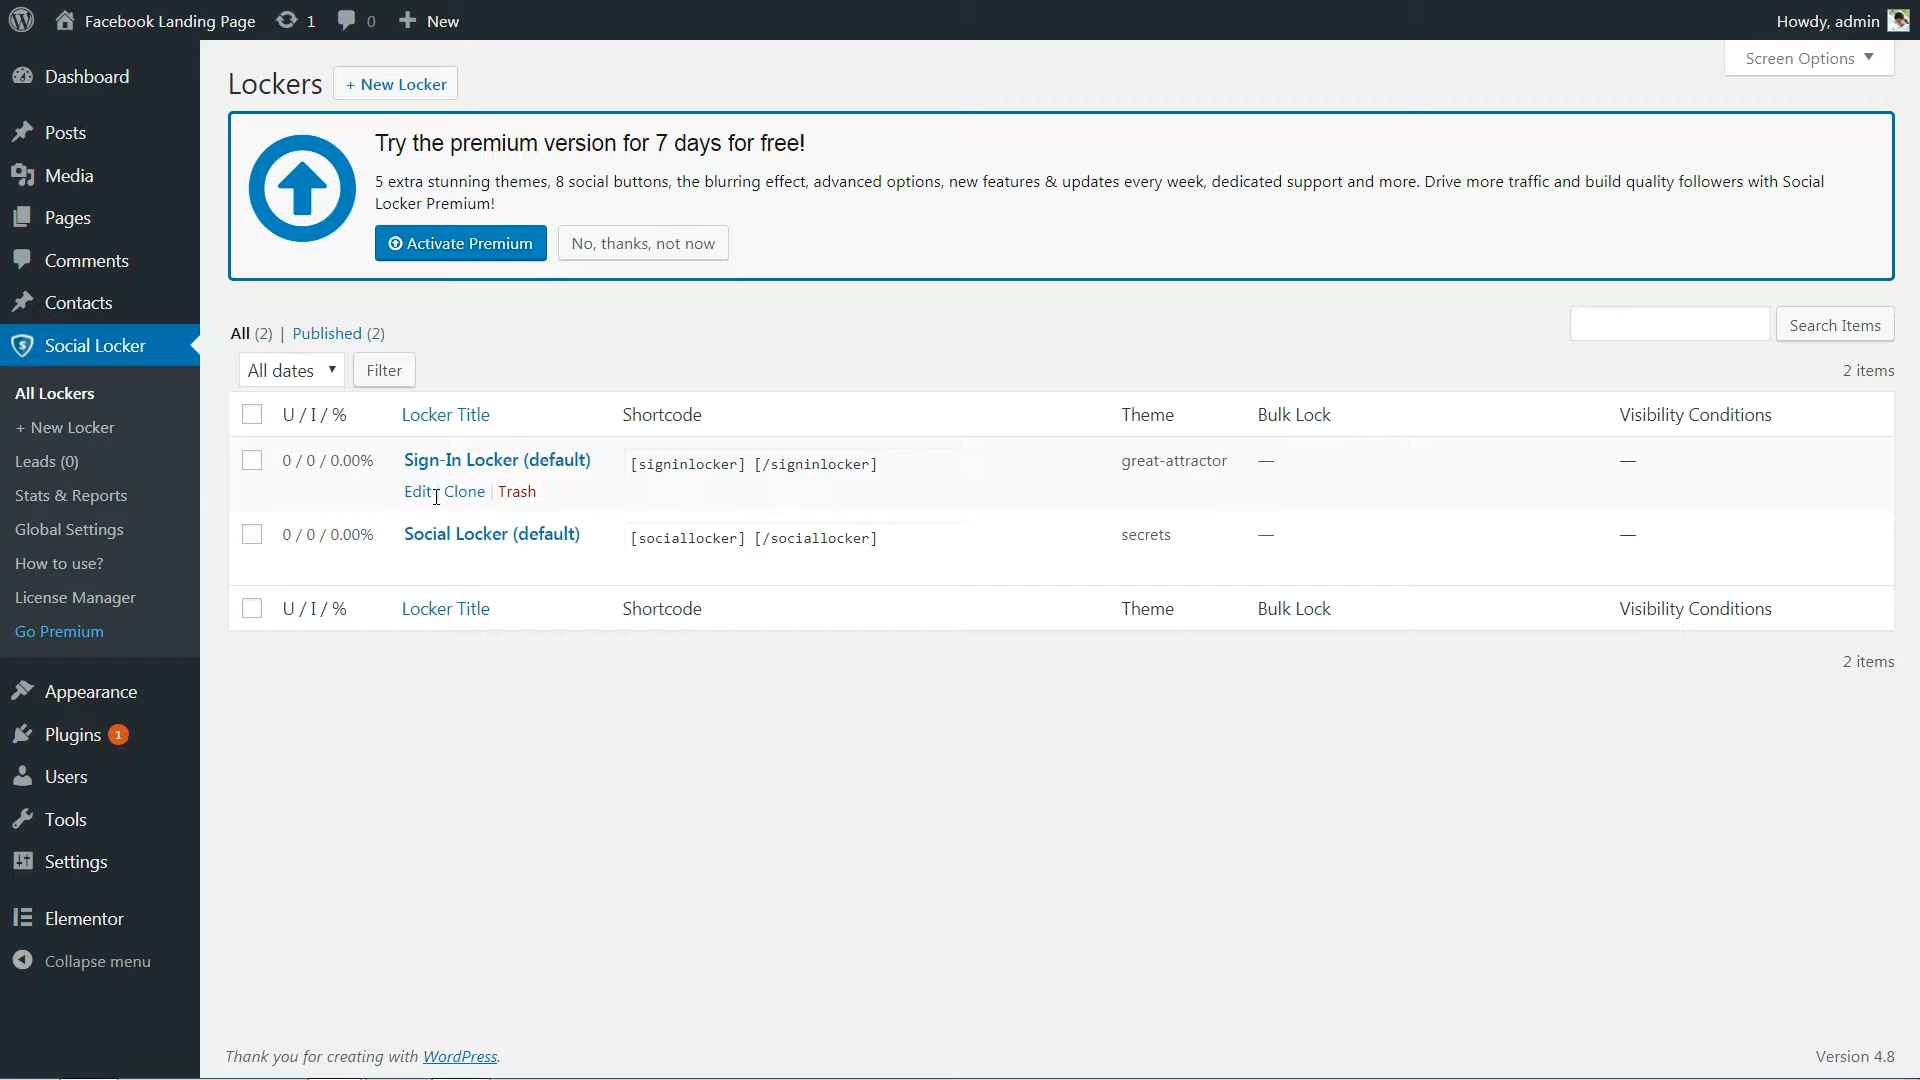 Facebook Landing Page 1 0 New Howdy, admin
Dashboard
Posts
Media
Pages
Comments
Contacts
Social Locker
All Lockers
+ New Locker
Leads (0)
Stats & Reports
Global Settings
How to use?
License Manager
Go Premium
Appearance
Plugins 1
Users
Tools
Settings
Elementor
Collapse menu
Screen Options
Lockers + New Locker
Try the premium version for 7 days for free!
5 extra stunning themes, 8 social buttons, the blurring effect, advanced options, new features & updates every week, dedicated support and more. Drive more traffic and build quality followers with Social
Locker Premium!
Activate Premium No, thanks, not now
All (2) | Published (2) Search Items
All dates Filter 2 items
U / I / % Locker Title Shortcode Theme Bulk Lock Visibility Conditions
0 / 0 / 0.00% Sign-In Locker (default) [signinlocker] [/signinlocker] great-attractor — —
Edit Clone | Trash
0 / 0 / 0.00% Social Locker (default) [sociallocker] [/sociallocker] secrets — —
U / I / % Locker Title Shortcode Theme Bulk Lock Visibility Conditions
2 items
Thank you for creating with WordPress. Version 4.8